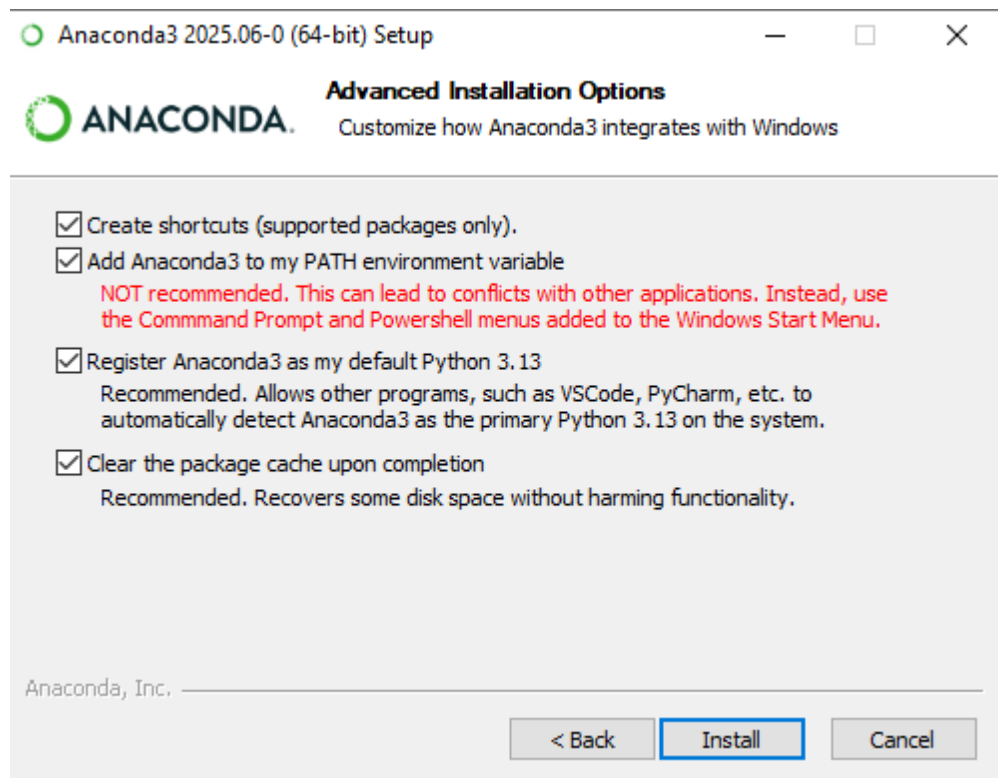 Anaconda3 2025.06-0 (64-bit) Setup
ANACONDA.
Advanced Installation Options
Customize how Anaconda3 integrates with Windows
Create shortcuts (supported packages only).
Add Anaconda3 to my PATH environment variable
NOT recommended. This can lead to conflicts with other applications. Instead, use
the Commmand Prompt and Powershell menus added to the Windows Start Menu.
Register Anaconda3 as my default Python 3.13
Recommended. Allows other programs, such as VSCode, PyCharm, etc. to
automatically detect Anaconda3 as the primary Python 3.13 on the system.
Clear the package cache upon completion
Recommended. Recovers some disk space without harming functionality.
Anaconda, Inc.
< Back
Install
Cancel